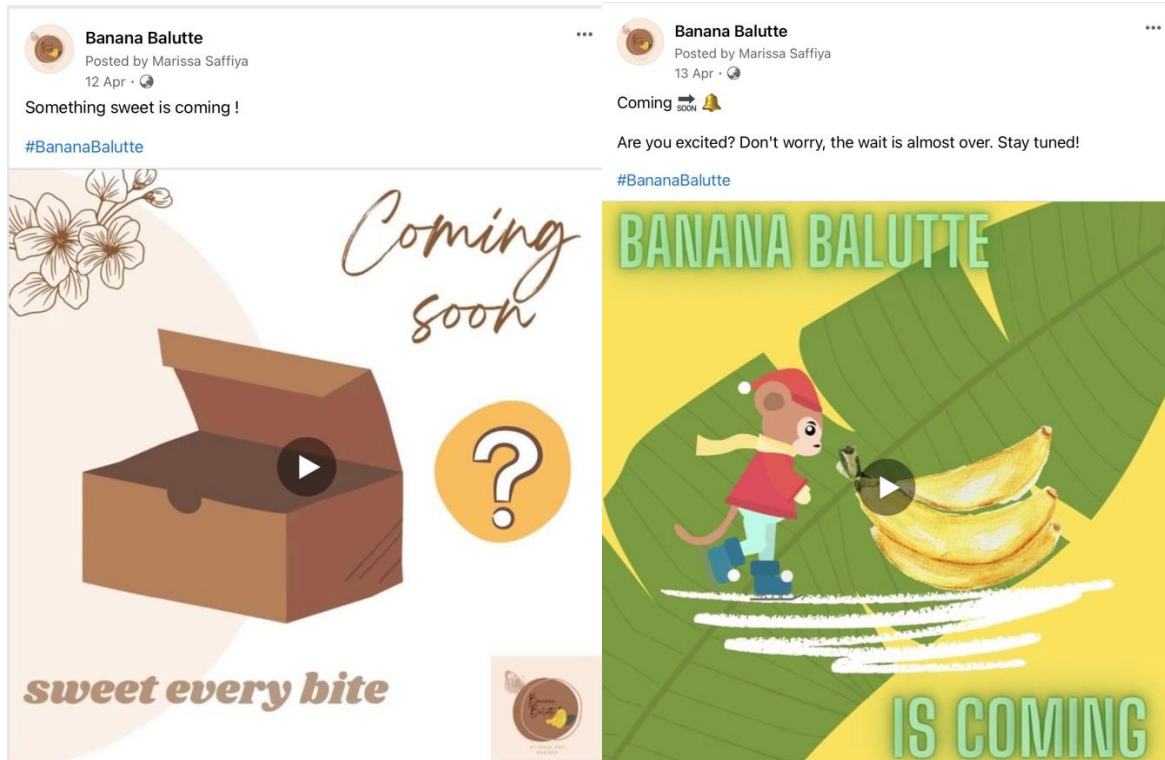 Banana Balutte
Posted by Marissa Saffiya
12 Apr ·
Something sweet is coming !
#BananaBalutte
Coming
soon
?
sweet every bite
Banana
Balutte
Banana Balutte
Posted by Marissa Saffiya
13 Apr ·
Coming SOON
Are you excited? Don't worry, the wait is almost over. Stay tuned!
#BananaBalutte
BANANA BALUTTE
IS COMING